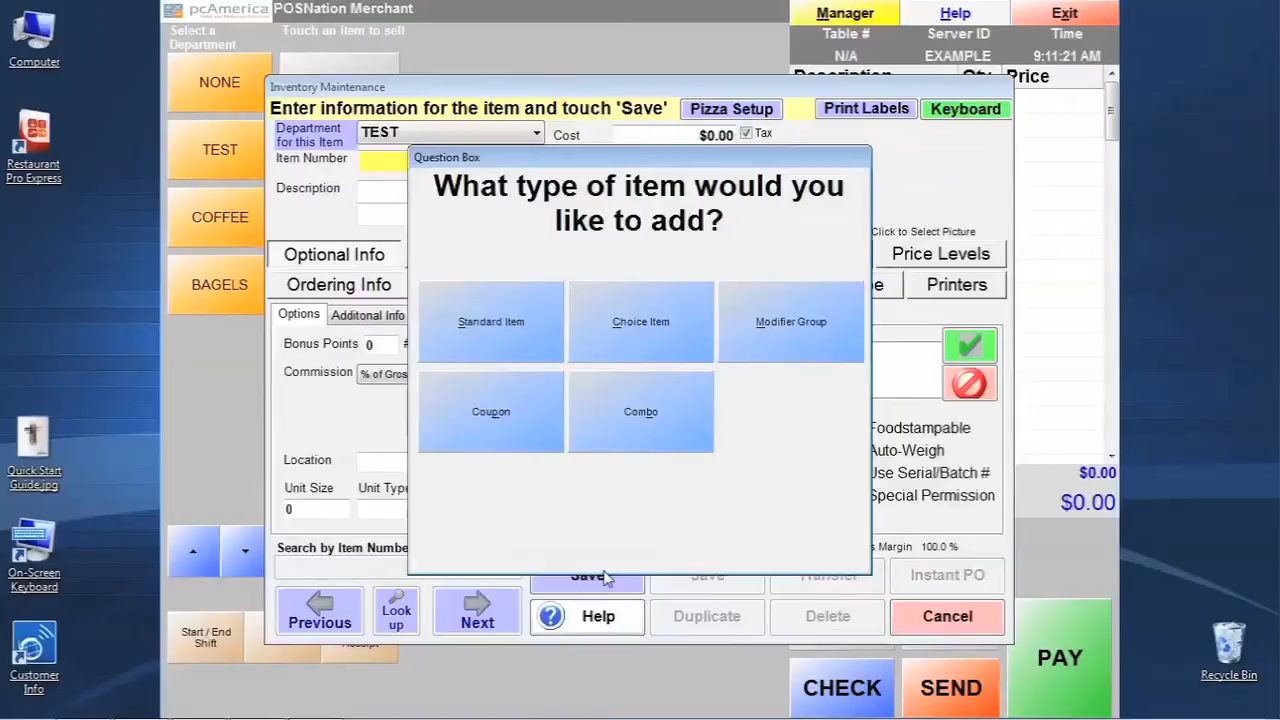 pcAmerica
POSNation Merchant
Manager
Help
Exit
Select a
Department
Touch an Item to sell
Table #
Server ID
Time
N/A
EXAMPLE
9:11:21 AM
Description
Qty
Price
Computer
Restaurant
Pro Express
Quick Start
Guide.jpg
On-Screen
Keyboard
Customer
Info
Recycle Bin
NONE
TEST
COFFEE
BAGELS
Inventory Maintenance
Enter information for the item and touch 'Save'
Pizza Setup
Print Labels
Keyboard
Department
for this Item
TEST
Cost
$0.00
Tax
Item Number
Description
Click to Select Picture
Optional Info
Price Levels
Ordering Info
Printers
Options
Additonal Info
Bonus Points
0
#
Commission
% of Gros
Location
Unit Size
Unit Type
0
Foodstampable
Auto-Weigh
Use Serial/Batch #
Special Permission
Search by Item Numbe
Margin
100.0 %
Question Box
What type of item would you
like to add?
Standard Item
Choice Item
Modifier Group
Coupon
Combo
Save
Save
Transfer
Instant PO
Previous
Look
up
Next
Help
Duplicate
Delete
Cancel
Start / End
Shift
$0.00
$0.00
CHECK
SEND
PAY